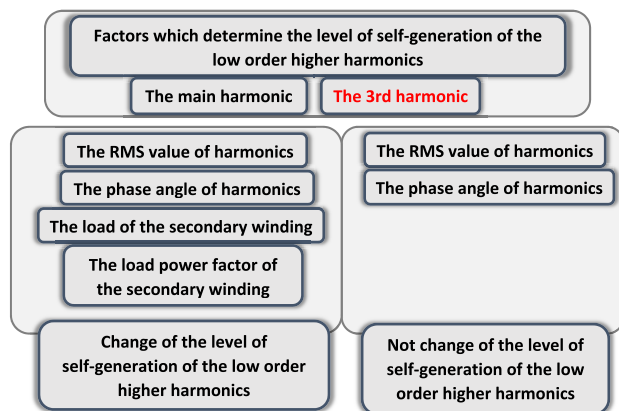 Factors which determine the level of self-generation of the
low order higher harmonics
The main harmonic
The 3rd harmonic
The RMS value of harmonics
The phase angle of harmonics
The load of the secondary winding
The load power factor of
the secondary winding
Change of the level of
self-generation of the low order
higher harmonics
The RMS value of harmonics
The phase angle of harmonics
Not change of the level of
self-generation of the low
order higher harmonics